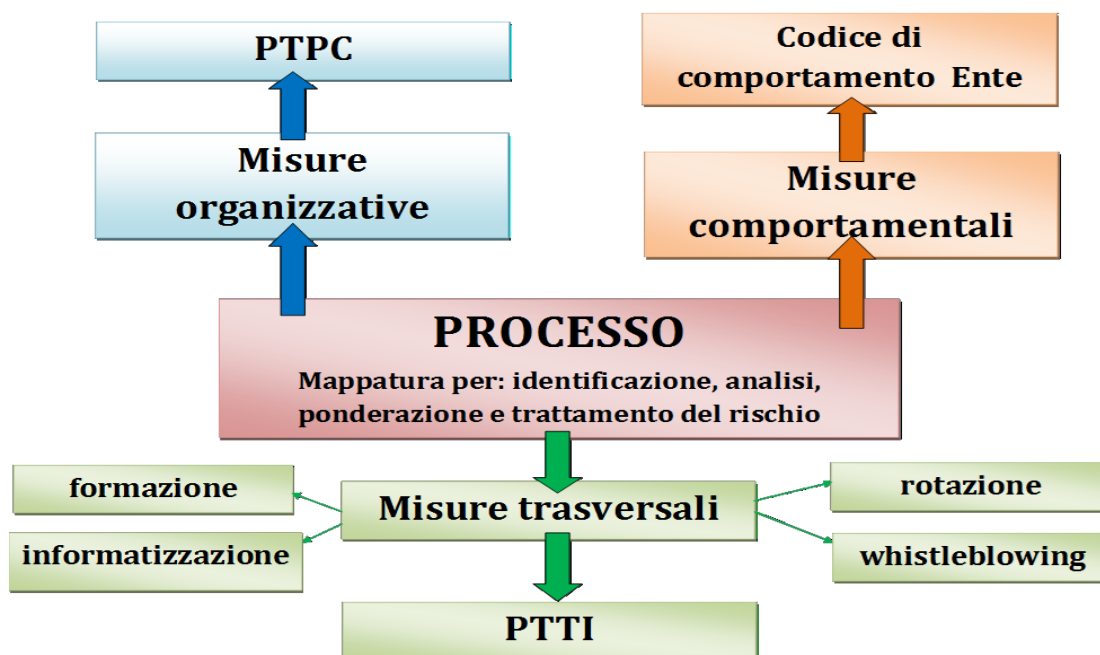 PTPC
Codice di
comportamento Ente
Misure
organizzative
Misure
comportamentali
PROCESSO
Mappatura per: identificazione, analisi,
ponderazione e trattamento del rischio
formazione
Misure trasversali
rotazione
informatizzazione
whistleblowing
PTTI